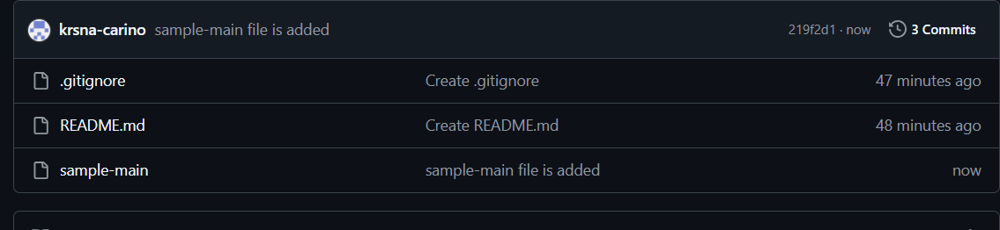 krsna-carino sample-main file is added 219f2d1 · now 3 Commits
.gitignore Create .gitignore 47 minutes ago
README.md Create README.md 48 minutes ago
sample-main sample-main file is added now